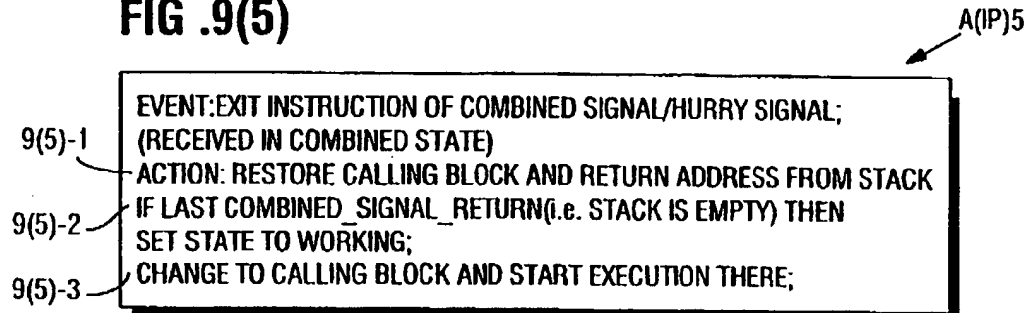 FIG .9(5)
A(IP)5
EVENT:EXIT INSTRUCTION OF COMBINED SIGNAL/HURRY SIGNAL;
(RECEIVED IN COMBINED STATE)
9(5)-1
ACTION: RESTORE CALLING BLOCK AND RETURN ADDRESS FROM STACK
9(5)-2
IF LAST COMBINED_SIGNAL_RETURN(i.e. STACK IS EMPTY) THEN
SET STATE TO WORKING;
9(5)-3
CHANGE TO CALLING BLOCK AND START EXECUTION THERE;